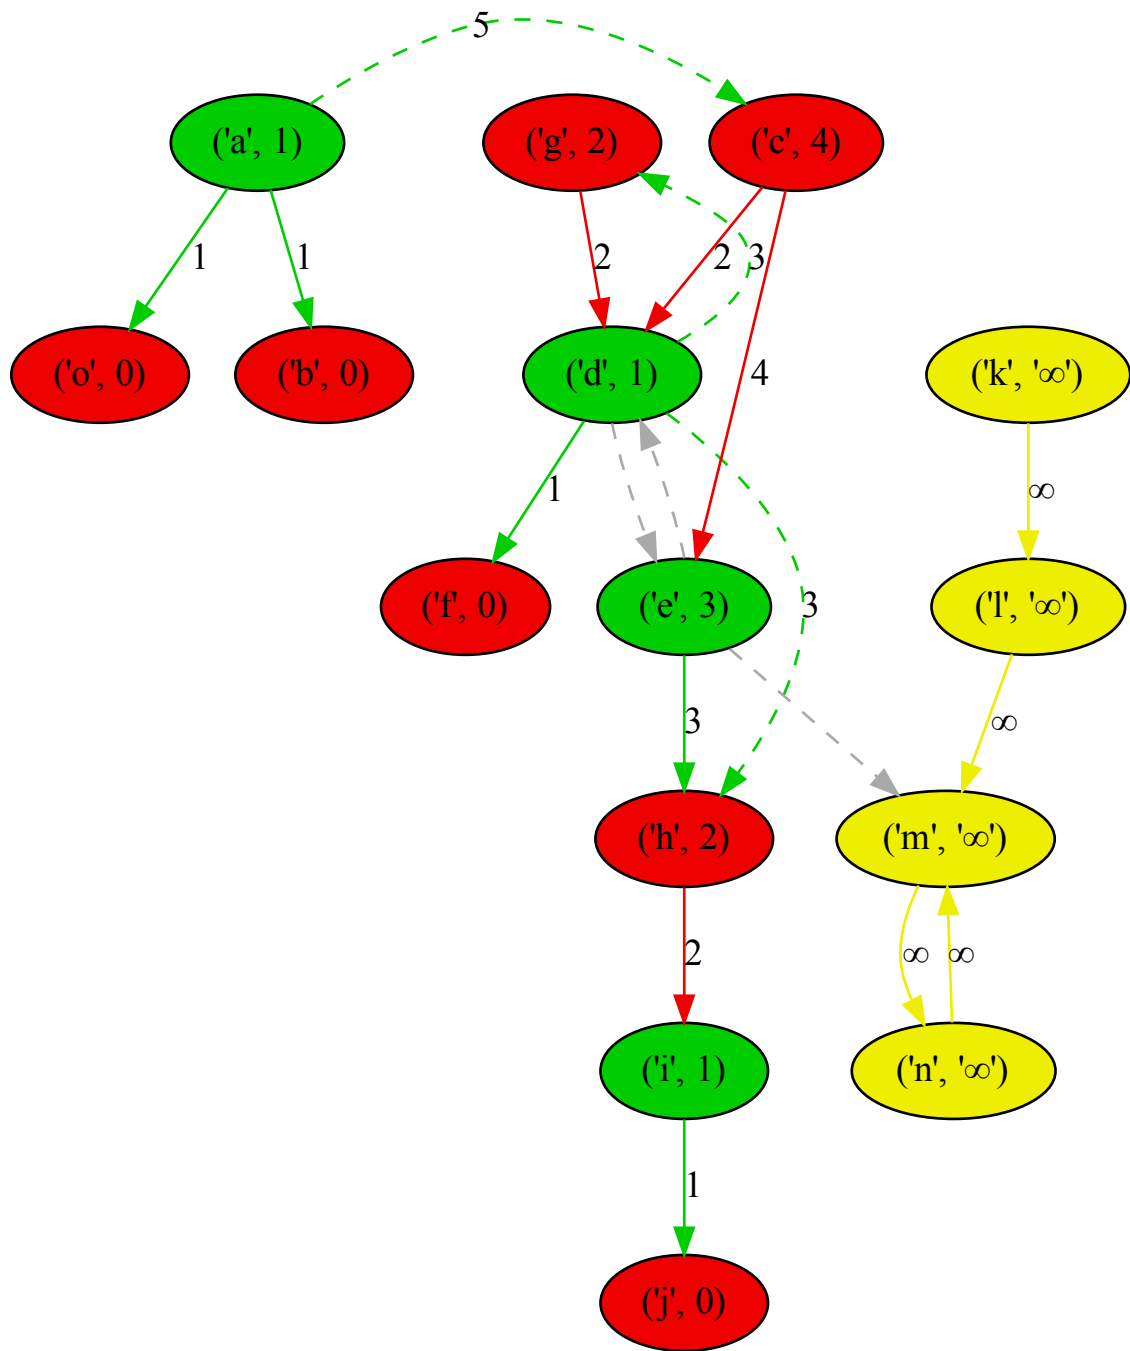 5
('a', 1)
('g', 2)
('c', 4)
1
1
2
2
3
('o', 0)
('b', 0)
('d', 1)
4
('k', '∞')
1
∞
('f', 0)
('e', 3)
3
('l', '∞')
3
∞
('h', 2)
('m', '∞')
2
∞
∞
('i', 1)
('n', '∞')
1
('j', 0)